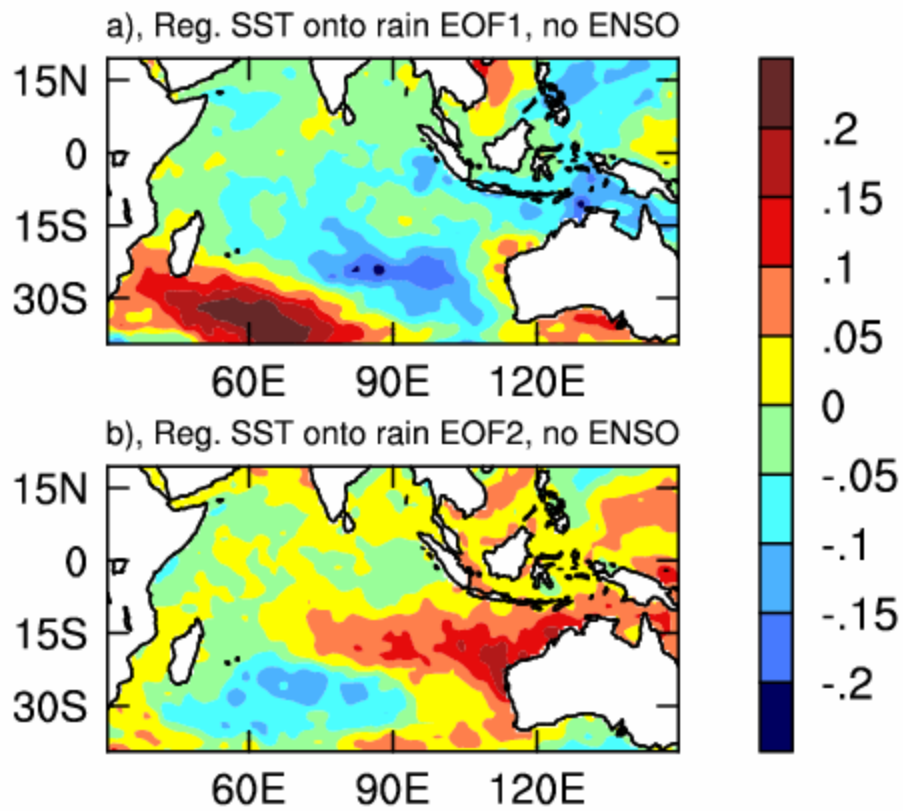 a), Reg. SST onto rain EOF1, no ENSO
15N
0
15S
30S
60E 90E 120E
b), Reg. SST onto rain EOF2, no ENSO
15N
0
15S
30S
60E 90E 120E
.2
.15
.1
.05
0
-.05
-.1
-.15
-.2